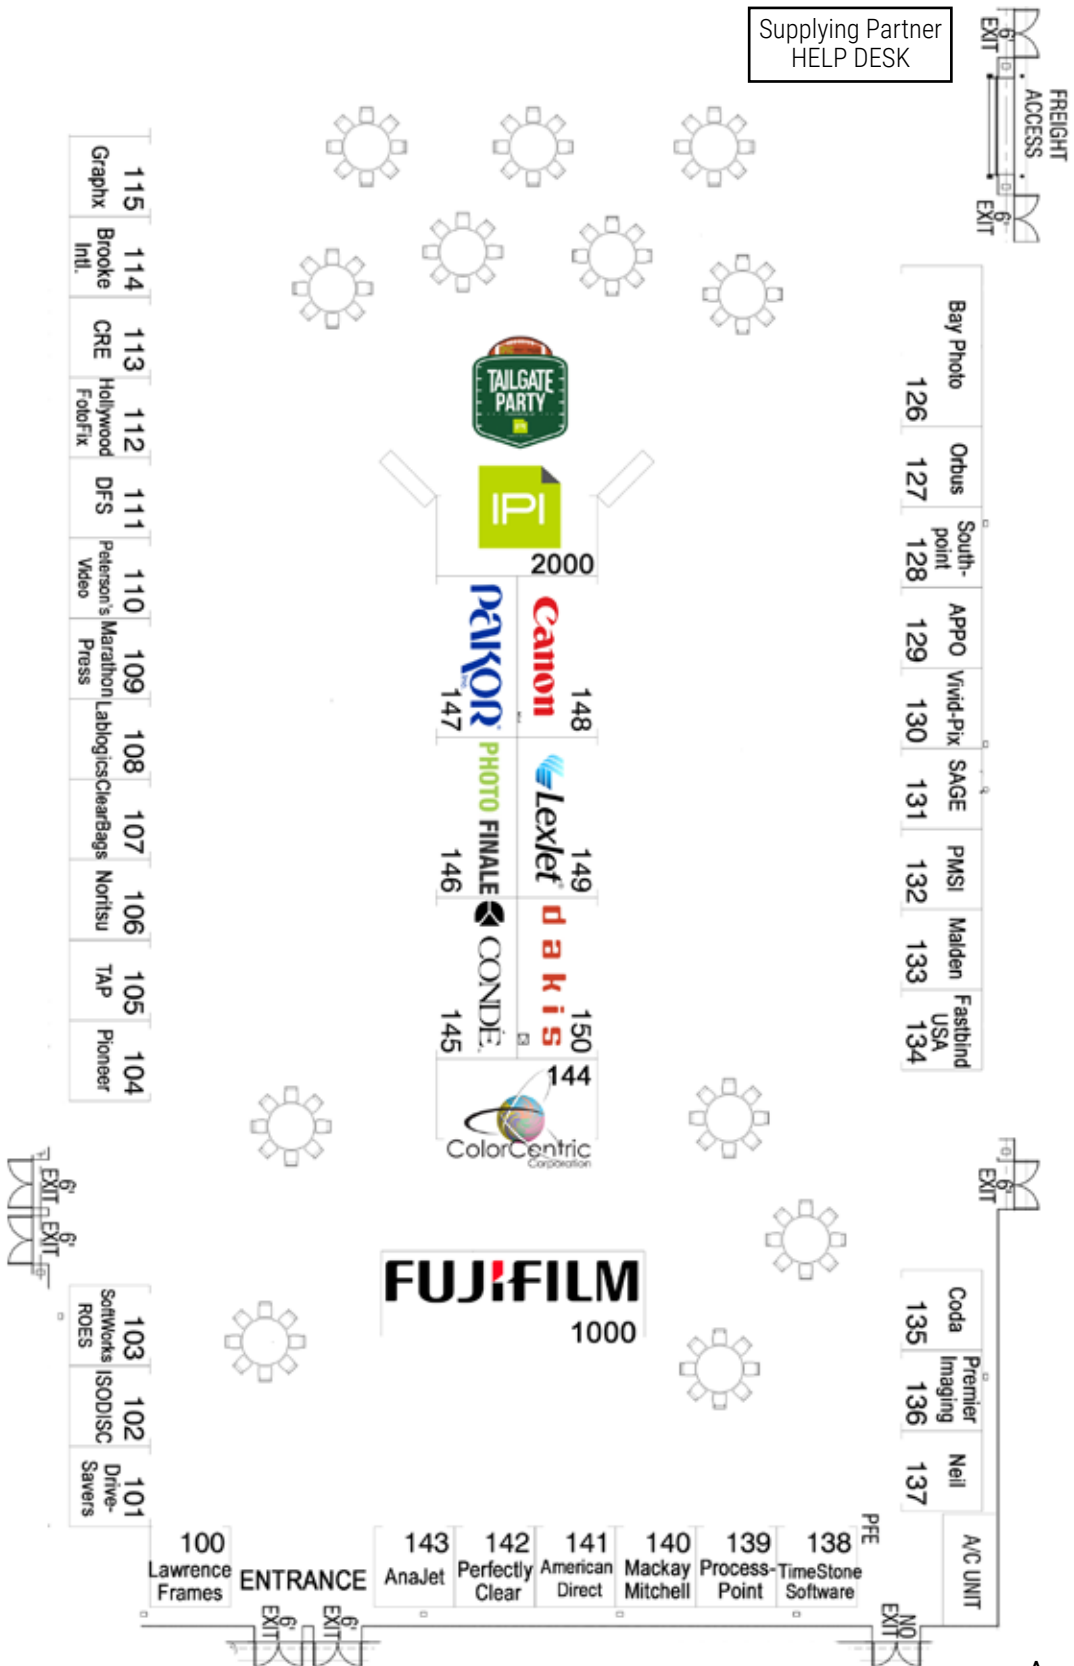 Supplying Partner
HELP DESK
EXIT
6'
FREIGHT
ACCESS
EXIT
6'
115
Graphx
114
Brooke
Intl.
113
CRE
112
Hollywood
FotoFix
111
DFS
110
Peterson's
Video
109
Marathon
Press
108
Lablogics
107
ClearBags
106
Noritsu
105
TAP
104
Pioneer
TAILGATE
PARTY
IPI
IPI
2000
PAKOR
Inc.
147
Canon
148
PHOTO FINALE
146
LexJet
149
CONDÉ
145
dakis
150
144
ColorCentric
Corporation
Bay Photo
126
Orbus
127
South-
point
128
APPO
129
Vivid-Pix
130
SAGE
131
PMSI
132
Malden
133
Fastbind
USA
134
6'
EXIT
6'
EXIT
EXIT
6'
FUJIFILM
1000
103
SoftWorks
ROES
102
ISODISC
101
Drive-
Savers
Coda
135
Premier
Imaging
136
Neil
137
PFE
A/C UNIT
100
Lawrence
Frames
ENTRANCE
143
AnaJet
142
Perfectly
Clear
141
American
Direct
140
Mackay
Mitchell
139
Process-
Point
138
TimeStone
Software
6'
EXIT
6'
EXIT
NO
EXIT